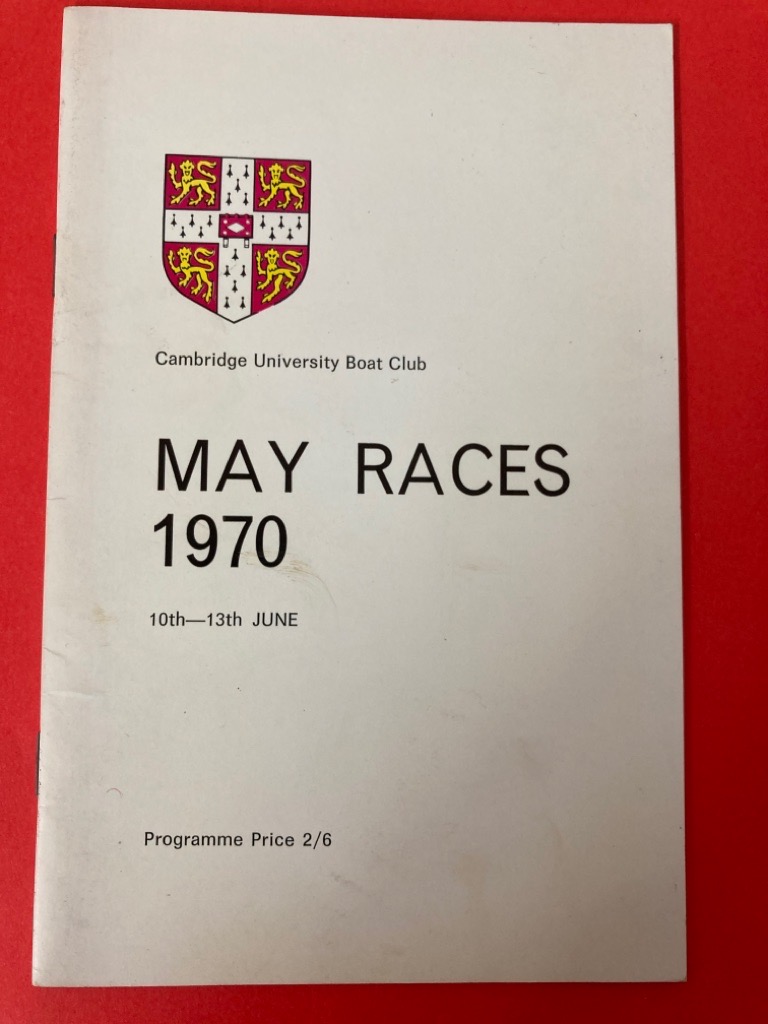 Cambridge University Boat Club
MAY RACES
1970
10th—13th JUNE
Programme Price 2/6